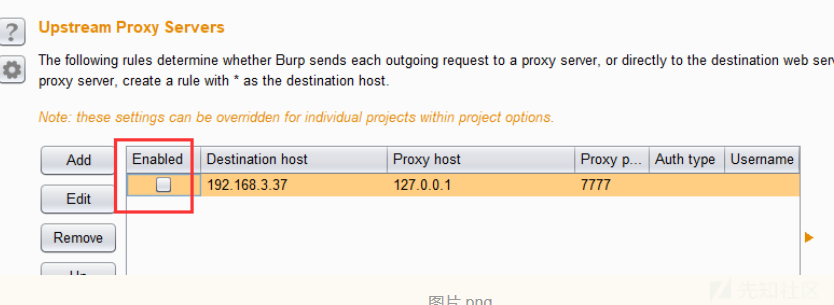 Upstream Proxy Servers
The following rules determine whether Burp sends each outgoing request to a proxy server, or directly to the destination web
proxy server, create a rule with * as the destination host.
Note: these settings can be overridden for individual projects within project options.
Add Enabled Destination host Proxy host Proxy p... Auth type Username
192.168.3.37 127.0.0.1 7777
Edit
Remove
图片.png
先知社区